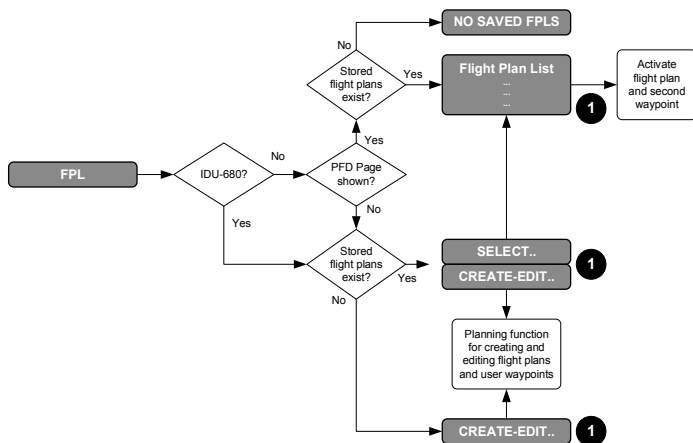 NO SAVED FPLS
No
Stored
flight plans
exist?
Yes
Flight Plan List
...
...
...
1
Activate
flight plan
and second
waypoint
Yes
FPL
IDU-680?
No
PFD Page
shown?
Yes
No
Stored
flight plans
exist?
Yes
No
SELECT..
CREATE-EDIT..
1
Planning function
for creating and
editing flight plans
and user waypoints
CREATE-EDIT..
1